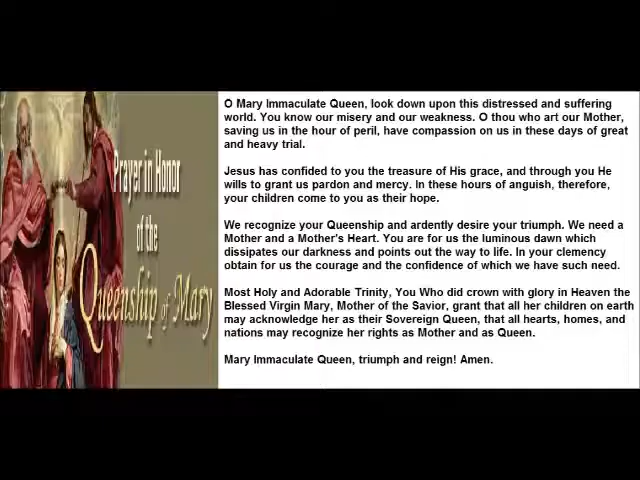 Prayer in Honor
of the
Queenship of Mary
O Mary Immaculate Queen, look down upon this distressed and suffering
world. You know our misery and our weakness. O thou who art our Mother,
saving us in the hour of peril, have compassion on us in these days of great
and heavy trial.
Jesus has confided to you the treasure of His grace, and through you He
wills to grant us pardon and mercy. In these hours of anguish, therefore,
your children come to you as their hope.
We recognize your Queenship and ardently desire your triumph. We need a
Mother and a Mother's Heart. You are for us the luminous dawn which
dissipates our darkness and points out the way to life. In your clemency
obtain for us the courage and the confidence of which we have such need.
Most Holy and Adorable Trinity, You Who did crown with glory in Heaven the
Blessed Virgin Mary, Mother of the Savior, grant that all her children on earth
may acknowledge her as their Sovereign Queen, that all hearts, homes, and
nations may recognize her rights as Mother and as Queen.
Mary Immaculate Queen, triumph and reign! Amen.